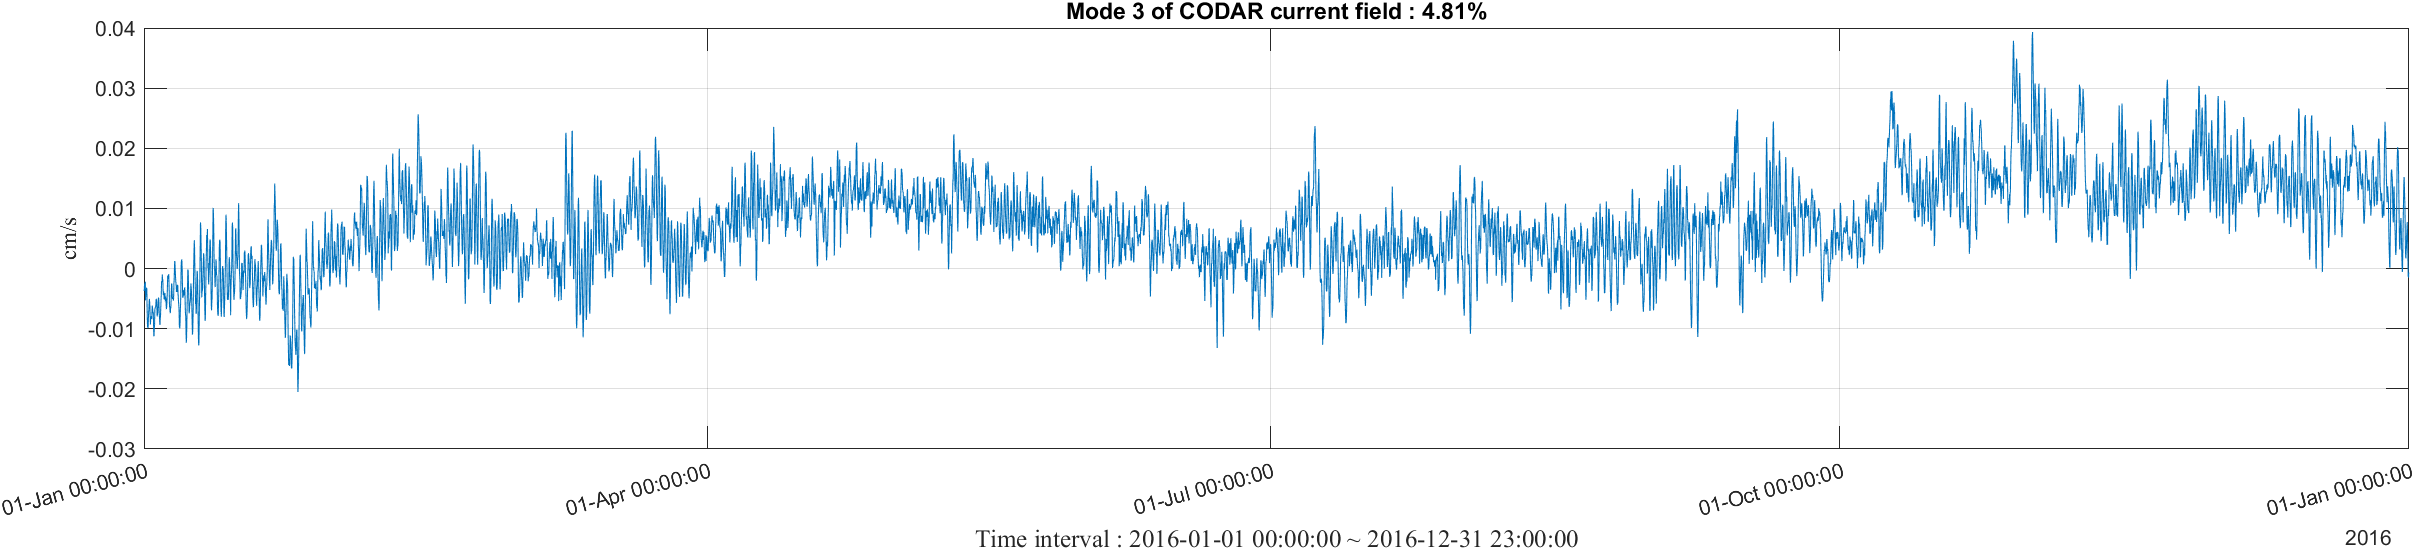 Mode 3 of CODAR current field : 4.81%
cm/s
0.04
0.03
0.02
0.01
0
-0.01
-0.02
-0.03
01-Jan 00:00:00
01-Apr 00:00:00
01-Jul 00:00:00
01-Oct 00:00:00
01-Jan 00:00:00
Time interval : 2016-01-01 00:00:00 ~ 2016-12-31 23:00:00
2016